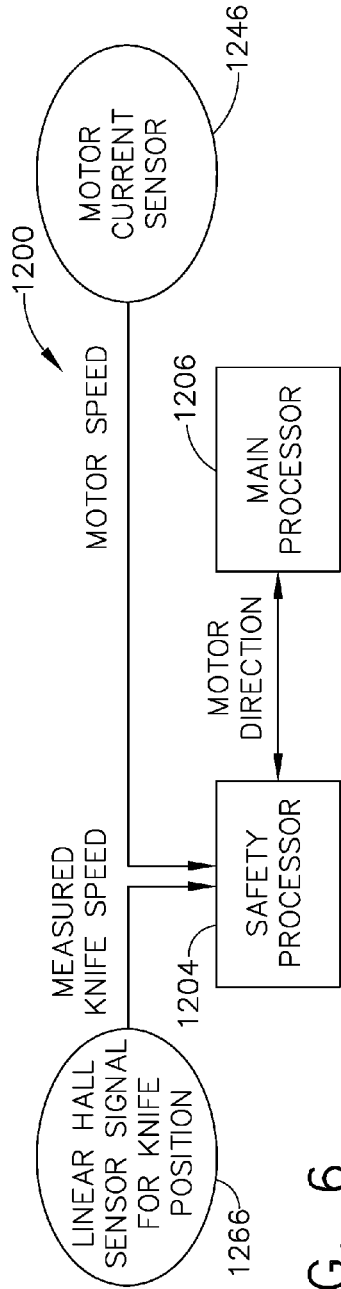 1200
LINEAR HALL
SENSOR SIGNAL
FOR KNIFE
POSITION
1266
MEASURED
KNIFE SPEED
MOTOR SPEED
MOTOR
CURRENT
SENSOR
1246
1204
SAFETY
PROCESSOR
MOTOR
DIRECTION
MAIN
PROCESSOR
1206
G. 6